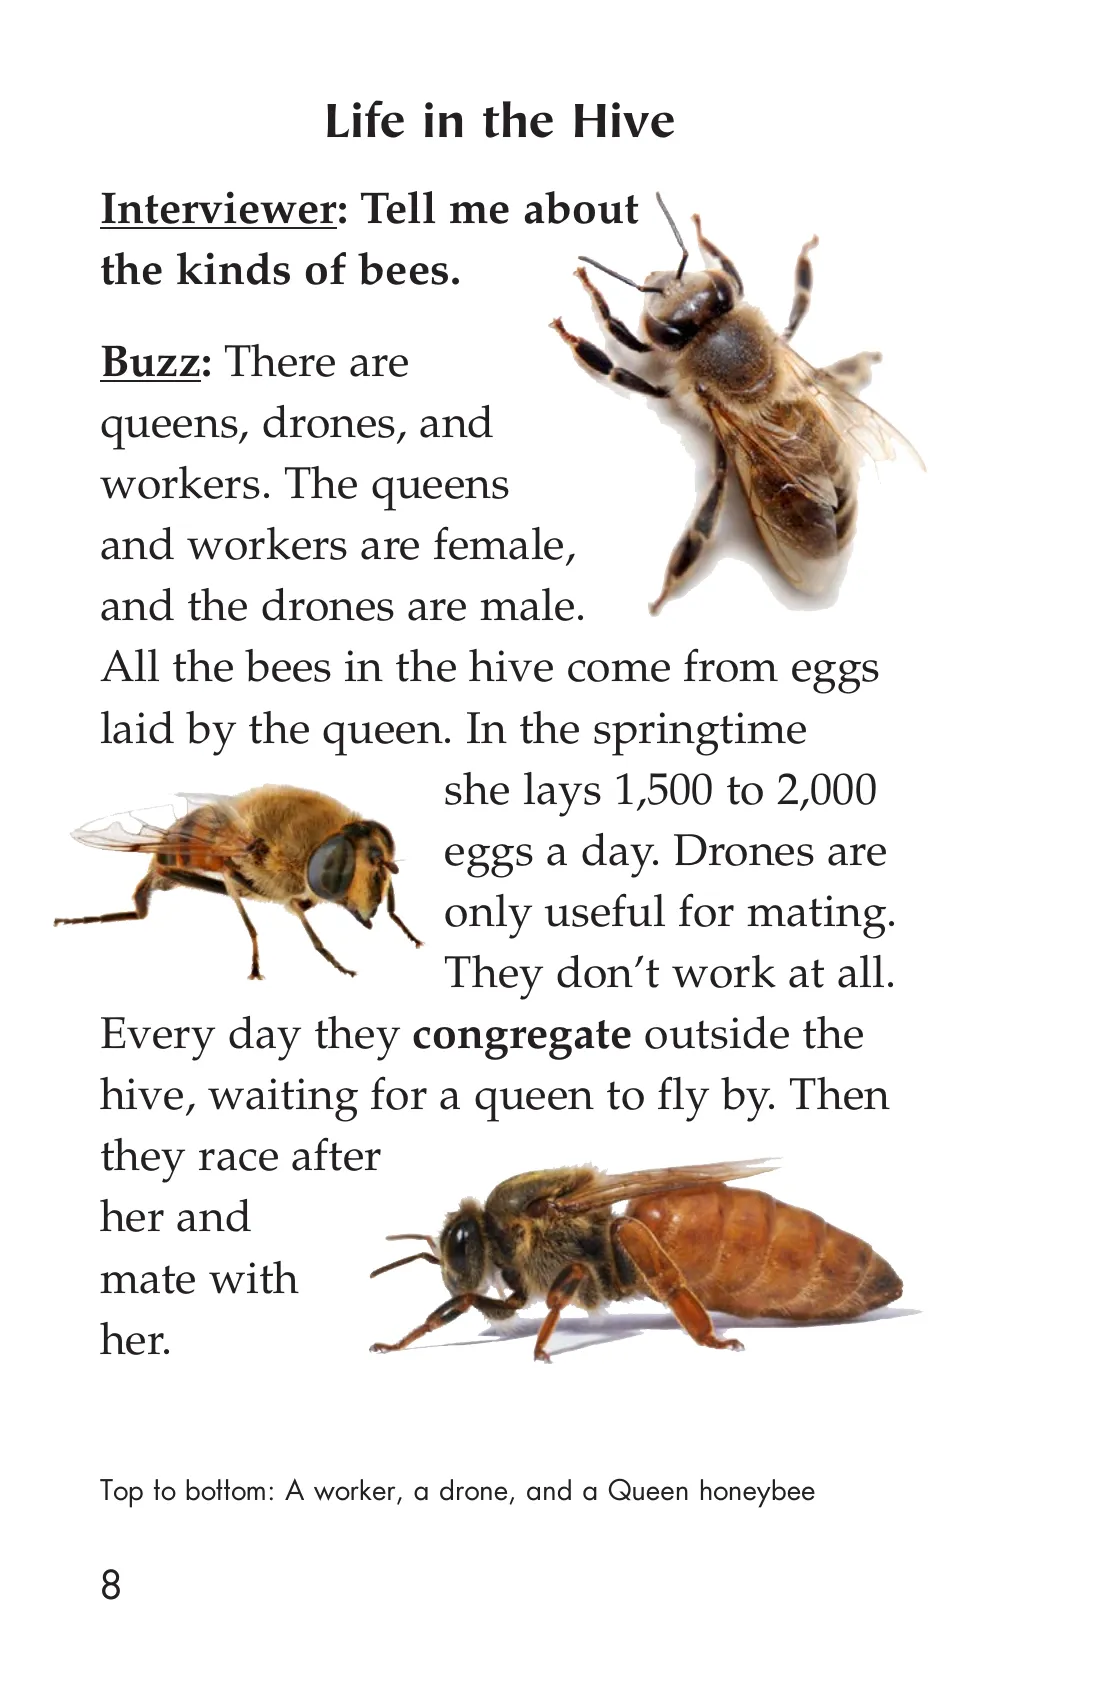 Life in the Hive
Interviewer: Tell me about
the kinds of bees.
Buzz: There are
queens, drones, and
workers. The queens
and workers are female,
and the drones are male.
All the bees in the hive come from eggs
laid by the queen. In the springtime
she lays 1,500 to 2,000
eggs a day. Drones are
only useful for mating.
They don’t work at all.
Every day they congregate outside the
hive, waiting for a queen to fly by. Then
they race after
her and
mate with
her.
Top to bottom: A worker, a drone, and a Queen honeybee
8